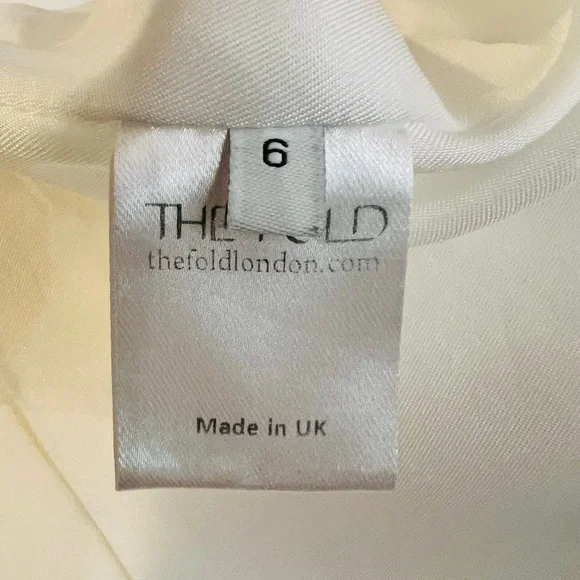 6
THE FOLD
thefoldlondon.com
Made in UK